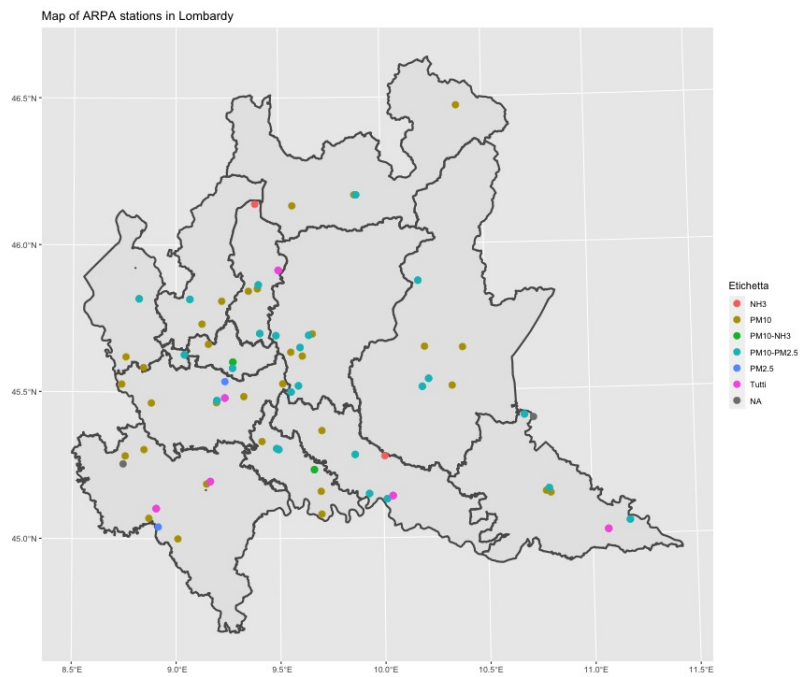 Map of ARPA stations in Lombardy
46.5°N
46.0°N
45.5°N
45.0°N
8.5°E
9.0°E
9.5°E
10.0°E
10.5°E
11.0°E
11.5°E
Etichetta
NH3
PM10
PM10-NH3
PM10-PM2.5
PM2.5
Tutti
NA